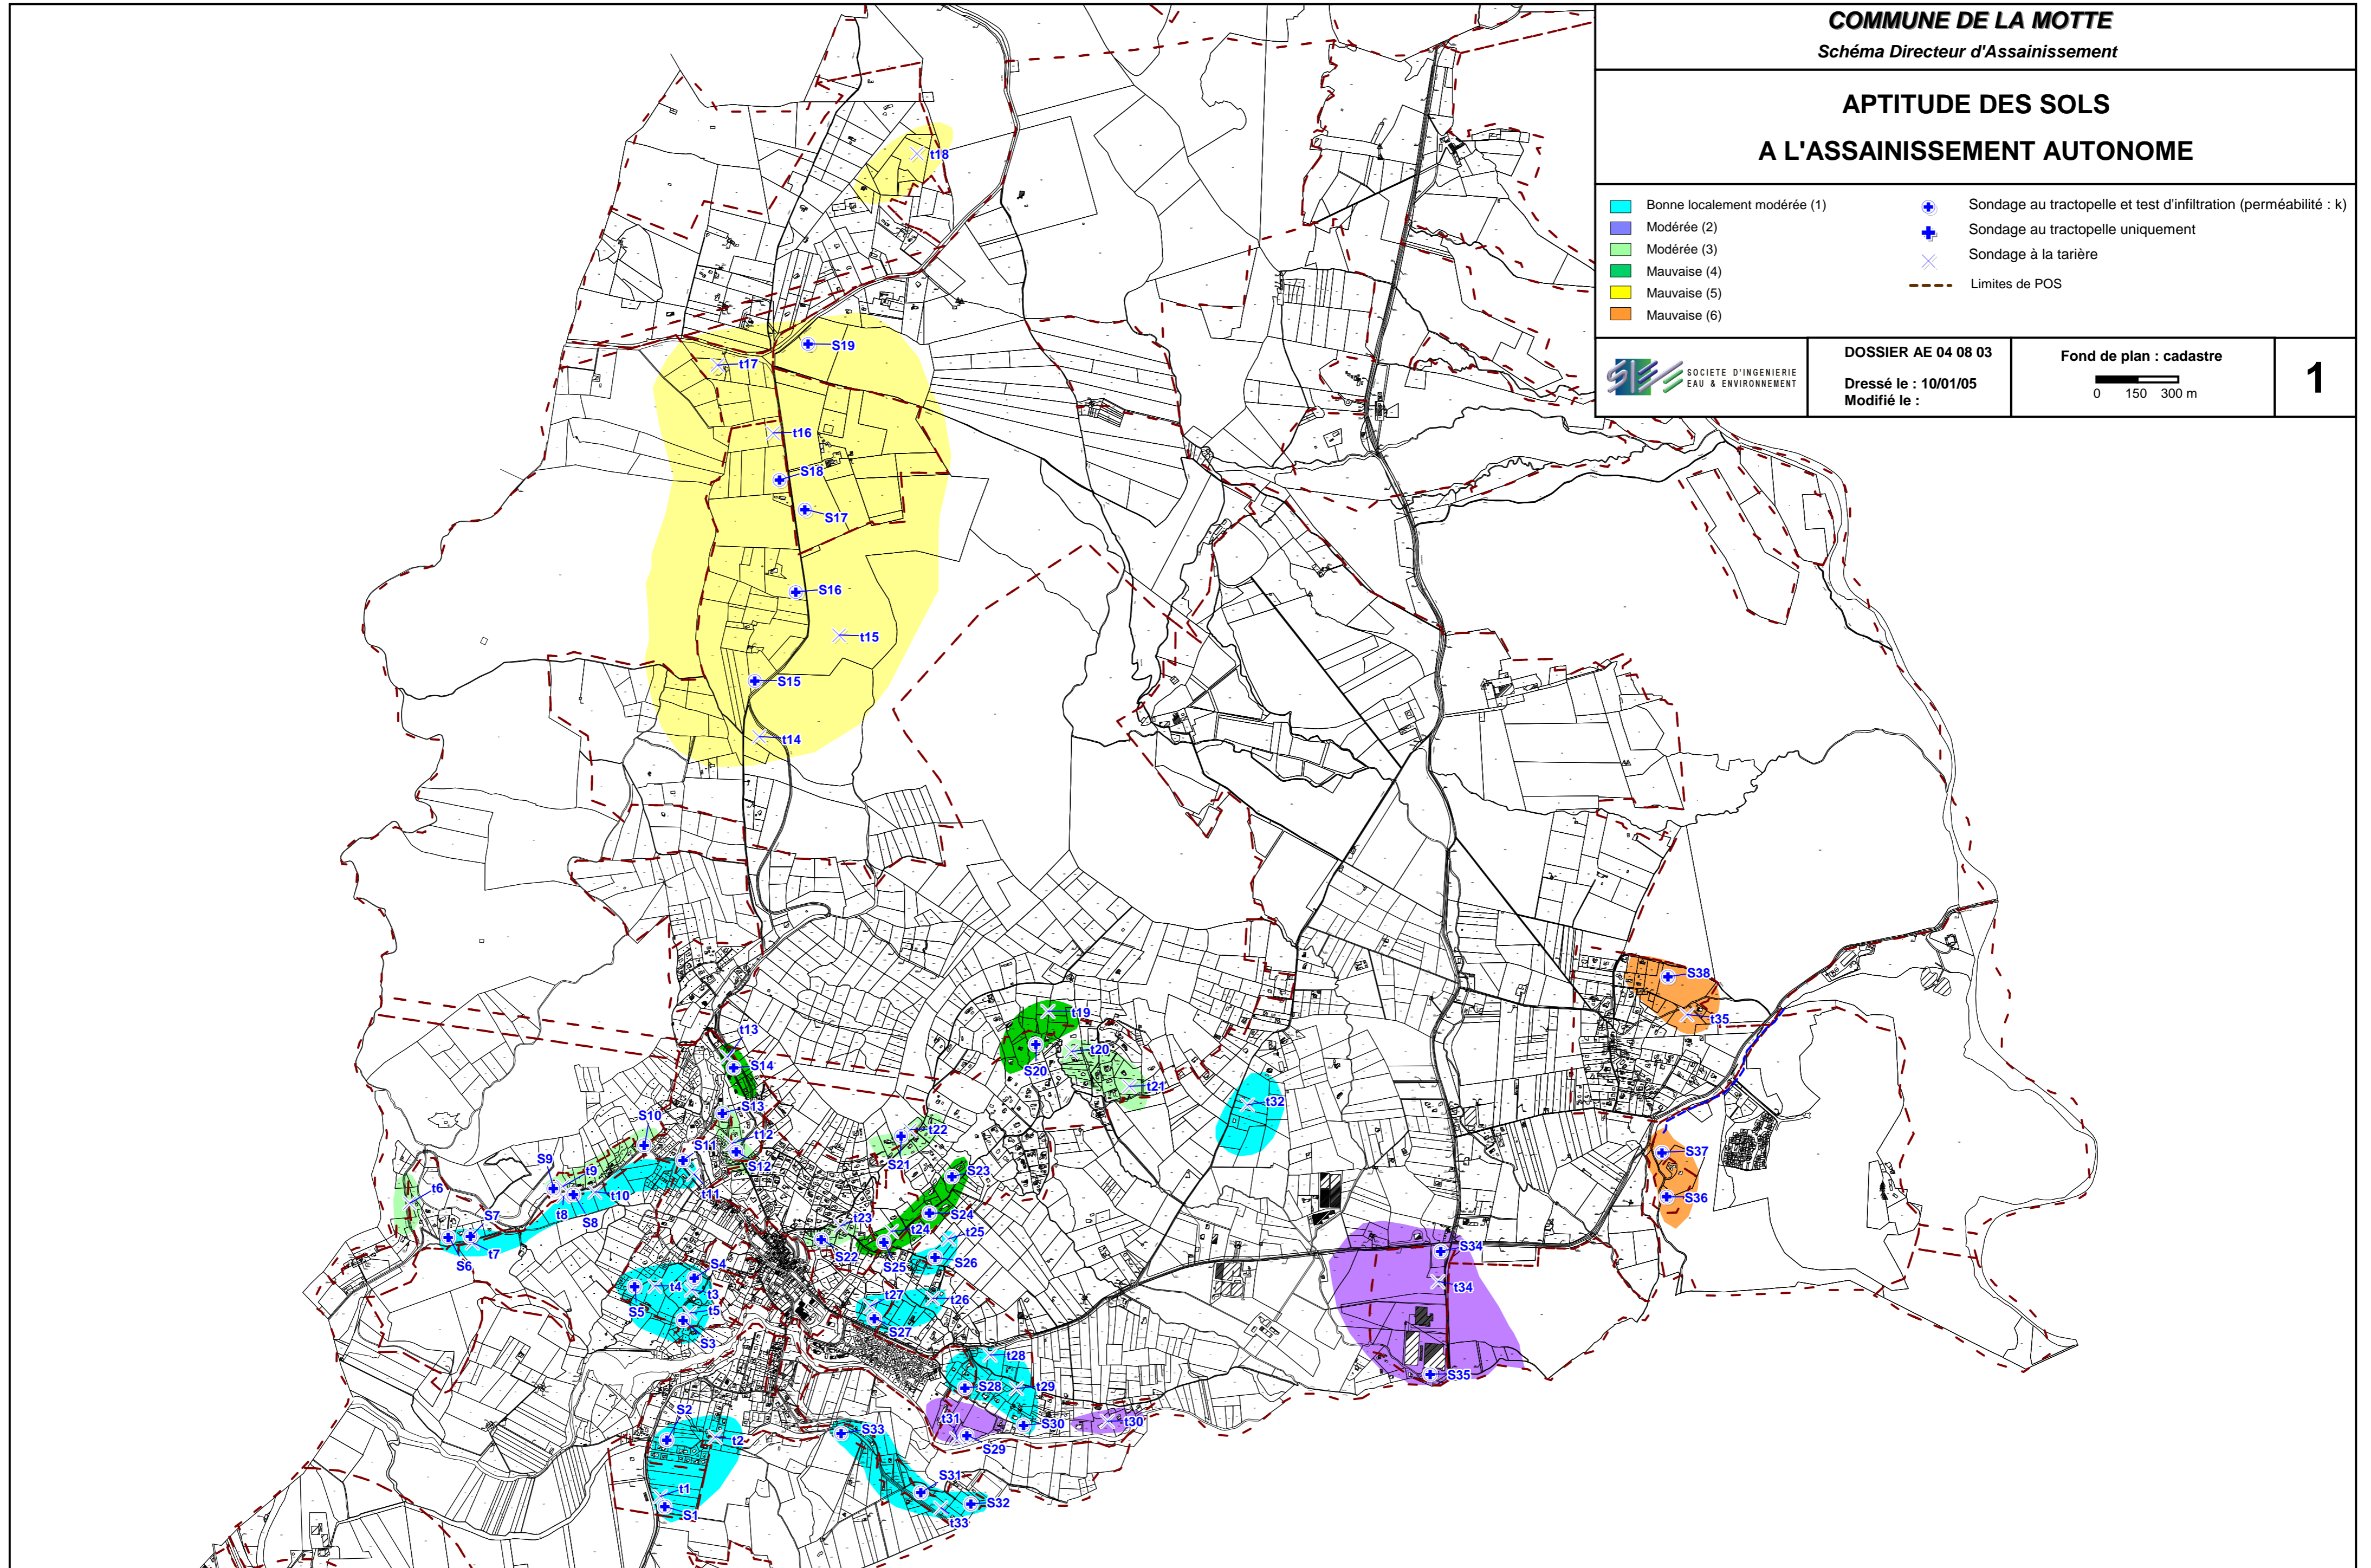 COMMUNE DE LA MOTTE
Schéma Directeur d'Assainissement
APTITUDE DES SOLS
A L'ASSAINISSEMENT AUTONOME
Bonne localement modérée (1)
Modérée (2)
Modérée (3)
Mauvaise (4)
Mauvaise (5)
Mauvaise (6)
Sondage au tractopelle et test d'infiltration (perméabilité : k)
Sondage au tractopelle uniquement
Sondage à la tarière
Limites de POS
SIEE
SOCIETE D'INGENIERIE
EAU & ENVIRONNEMENT
DOSSIER AE 04 08 03
Dressé le : 10/01/05
Modifié le :
Fond de plan : cadastre
0 150 300 m
1
t18
S19
t17
t16
S18
S17
S16
t15
S15
t14
S38
t19
t35
t20
S20
t21
t13
S14
t32
S13
S10
t12
t22
S11
S12
S21
S37
S9
t9
S23
t10
t11
t6
S36
t8
S8
S24
S7
t23
t24
t25
t7
S6
S22
S25
S26
S34
S4
t4
t3
t34
S5
t5
t27
t26
S27
S3
t28
S35
S28
t29
S2
t31
S30
t30
t2
S33
S29
S31
t1
S32
S1
t33